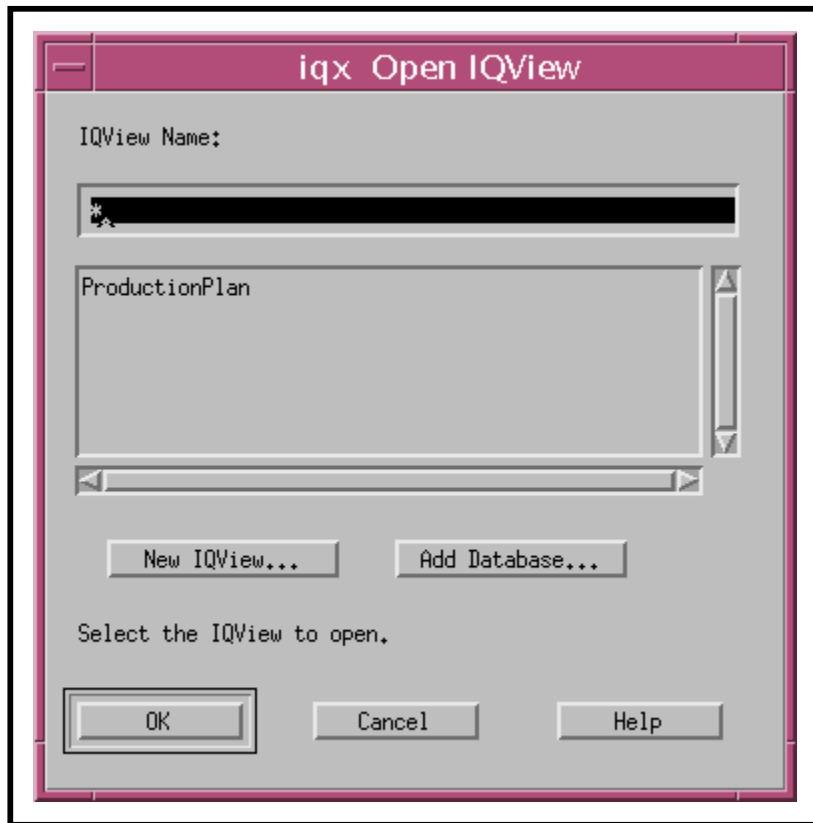 iqx Open IQView
IQView Name:
*
ProductionPlan
New IQView... Add Database...
Select the IQView to open.
OK Cancel Help